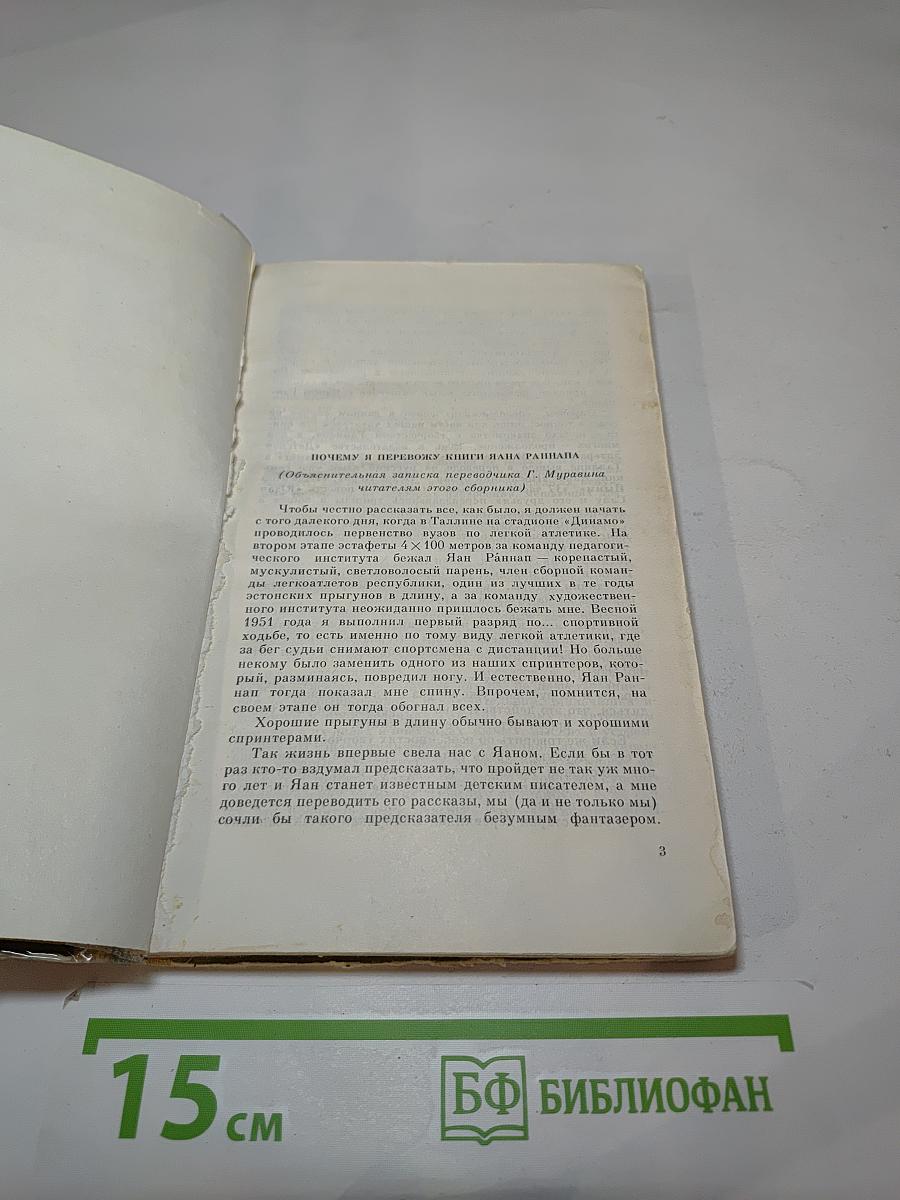 ПОЧЕМУ Я ПЕРЕВОЖУ КНИГИ ЯАНА РАННАПА
(Объяснительная записка переводчика Г. Муравина
читателям этого сборника)
Чтобы честно рассказать все, как было, я должен начать
с того далекого дня, когда в Таллине на стадионе «Динамо»
проводилось первенство вузов по легкой атлетике. На
втором этапе эстафеты 4×100 метров за команду педагоги-
ческого института бежал Яан Ра́ннап — коренастый,
мускулистый, светловолосый парень, член сборной коман-
ды легкоатлетов республики, один из лучших в те годы
эстонских прыгунов в длину, а за команду художествен-
ного института неожиданно пришлось бежать мне. Весной
1951 года я выполнил первый разряд по... спортивной
ходьбе, то есть именно по тому виду легкой атлетики, где
за бег судьи снимают спортсмена с дистанции! Но больше
некому было заменить одного из наших спринтеров, кото-
рый, разминаясь, повредил ногу. И естественно, Яан Ран-
нап тогда показал мне спину. Впрочем, помнится, на
своем этапе он тогда обогнал всех.
Хорошие прыгуны в длину обычно бывают и хорошими
спринтерами.
Так жизнь впервые свела нас с Яаном. Если бы в тот
раз кто-то вздумал предсказать, что пройдет не так уж мно-
го лет и Яан станет известным детским писателем, а мне
доведется переводить его рассказы, мы (да и не только мы)
сочли бы такого предсказателя безумным фантазером.
3
15 см
БФ БИБЛИОФАН